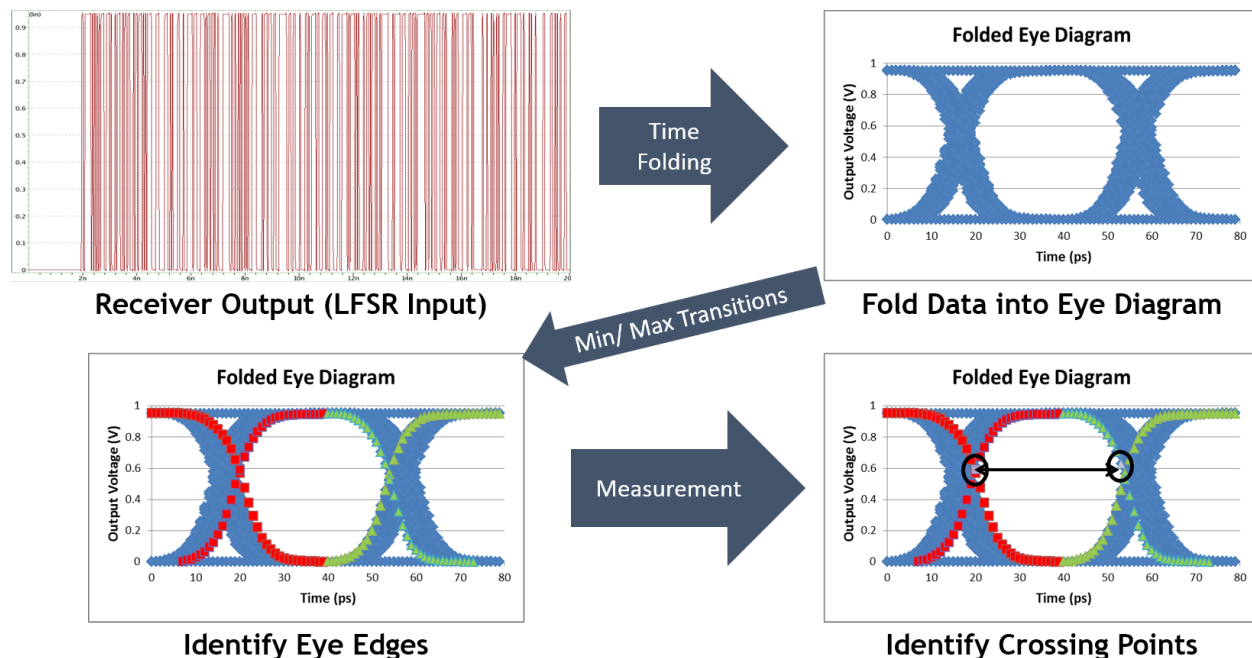 (lin)
0.9
0.8
0.7
0.6
0.5
0.4
0.3
0.2
0.1
0
2n
4n
6n
8n
10n
12n
14n
16n
18n
20
Receiver Output (LFSR Input)
Time
Folding
Folded Eye Diagram
Output Voltage (V)
1
0.8
0.6
0.4
0.2
0
0 10 20 30 40 50 60 70 80
Time (ps)
Fold Data into Eye Diagram
Min/ Max Transitions
Folded Eye Diagram
Output Voltage (V)
1
0.8
0.6
0.4
0.2
0
0 10 20 30 40 50 60 70 80
Time (ps)
Identify Eye Edges
Measurement
Folded Eye Diagram
Output Voltage (V)
1
0.8
0.6
0.4
0.2
0
0 10 20 30 40 50 60 70 80
Time (ps)
Identify Crossing Points